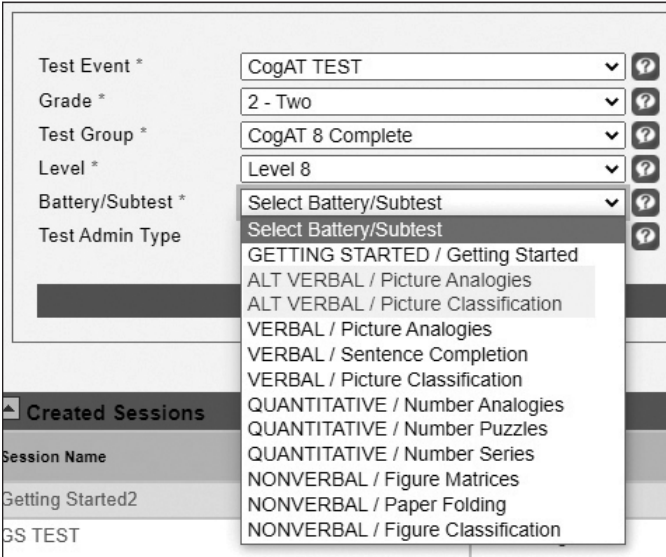 Test Event * CogAT TEST
Grade * 2 - Two
Test Group * CogAT 8 Complete
Level * Level 8
Battery/Subtest * Select Battery/Subtest
Test Admin Type Select Battery/Subtest
GETTING STARTED / Getting Started
ALT VERBAL / Picture Analogies
ALT VERBAL / Picture Classification
VERBAL / Picture Analogies
VERBAL / Sentence Completion
VERBAL / Picture Classification
QUANTITATIVE / Number Analogies
QUANTITATIVE / Number Puzzles
QUANTITATIVE / Number Series
NONVERBAL / Figure Matrices
NONVERBAL / Paper Folding
NONVERBAL / Figure Classification
Created Sessions
Session Name
Getting Started2
GS TEST